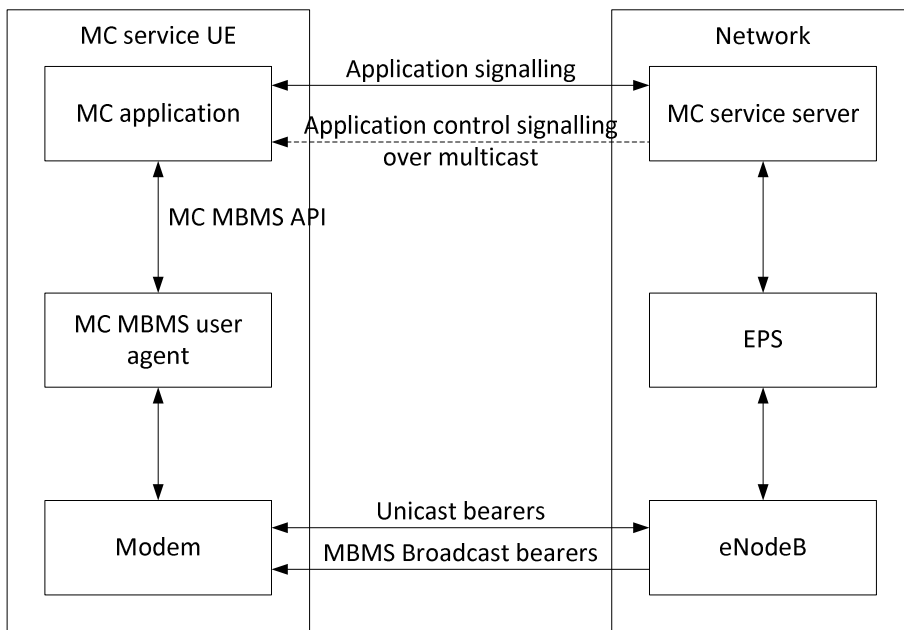 MC service UE
Network
MC application
Application signalling
MC service server
Application control signalling
over multicast
MC MBMS API
MC MBMS user
agent
EPS
Modem
Unicast bearers
MBMS Broadcast bearers
eNodeB